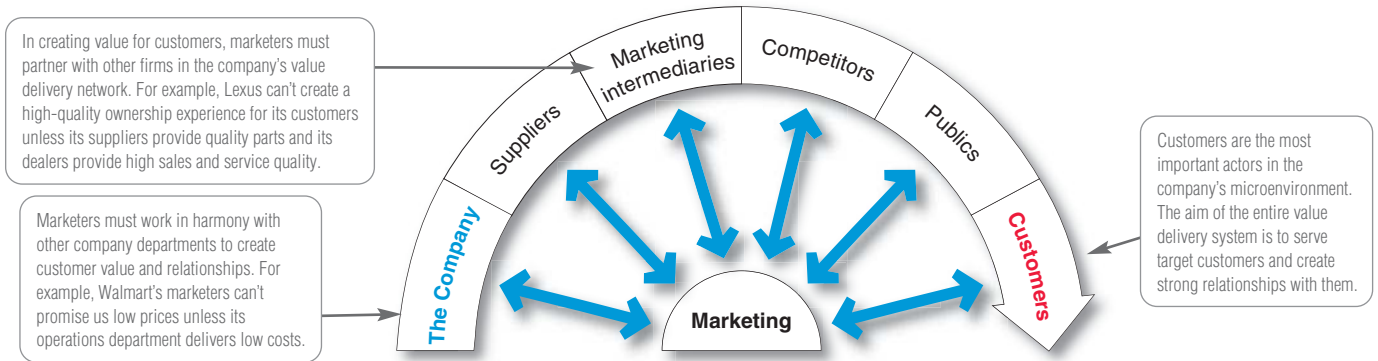 In creating value for customers, marketers must
partner with other firms in the company's value
delivery network. For example, Lexus can't create a
high-quality ownership experience for its customers
unless its suppliers provide quality parts and its
dealers provide high sales and service quality.
Marketers must work in harmony with
other company departments to create
customer value and relationships. For
example, Walmart's marketers can't
promise us low prices unless its
operations department delivers low costs.
The Company
Suppliers
Marketing
intermediaries
Competitors
Publics
Customers
Marketing
Customers are the most
important actors in the
company's microenvironment.
The aim of the entire value
delivery system is to serve
target customers and create
strong relationships with them.